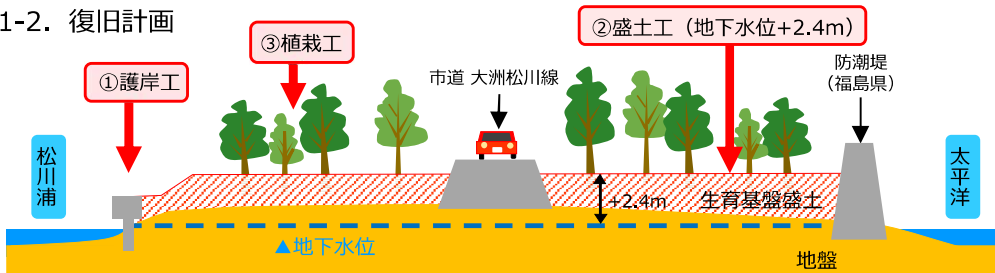 1-2. 復旧計画
①護岸工
③植栽工
②盛土工（地下水位+2.4m）
市道 大洲松川線
防潮堤
（福島県）
松川浦
太平洋
+2.4m
生育基盤盛土
▲地下水位
地盤